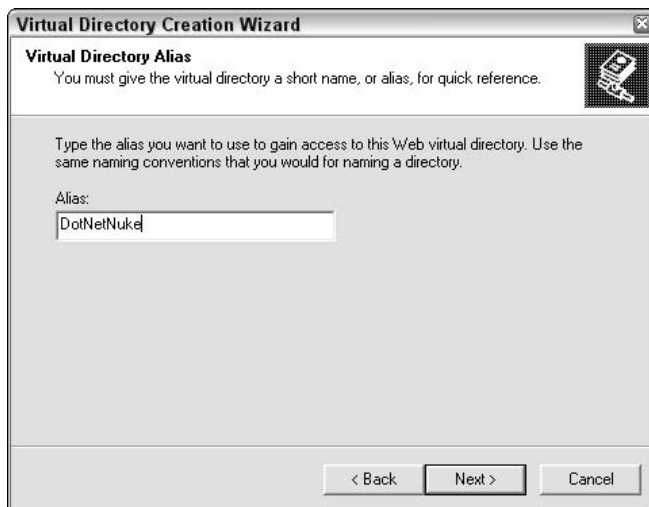 Virtual Directory Creation Wizard
Virtual Directory Alias
You must give the virtual directory a short name, or alias, for quick reference.
Type the alias you want to use to gain access to this Web virtual directory. Use the
same naming conventions that you would for naming a directory.
Alias:
DotNetNuke
< Back Next > Cancel